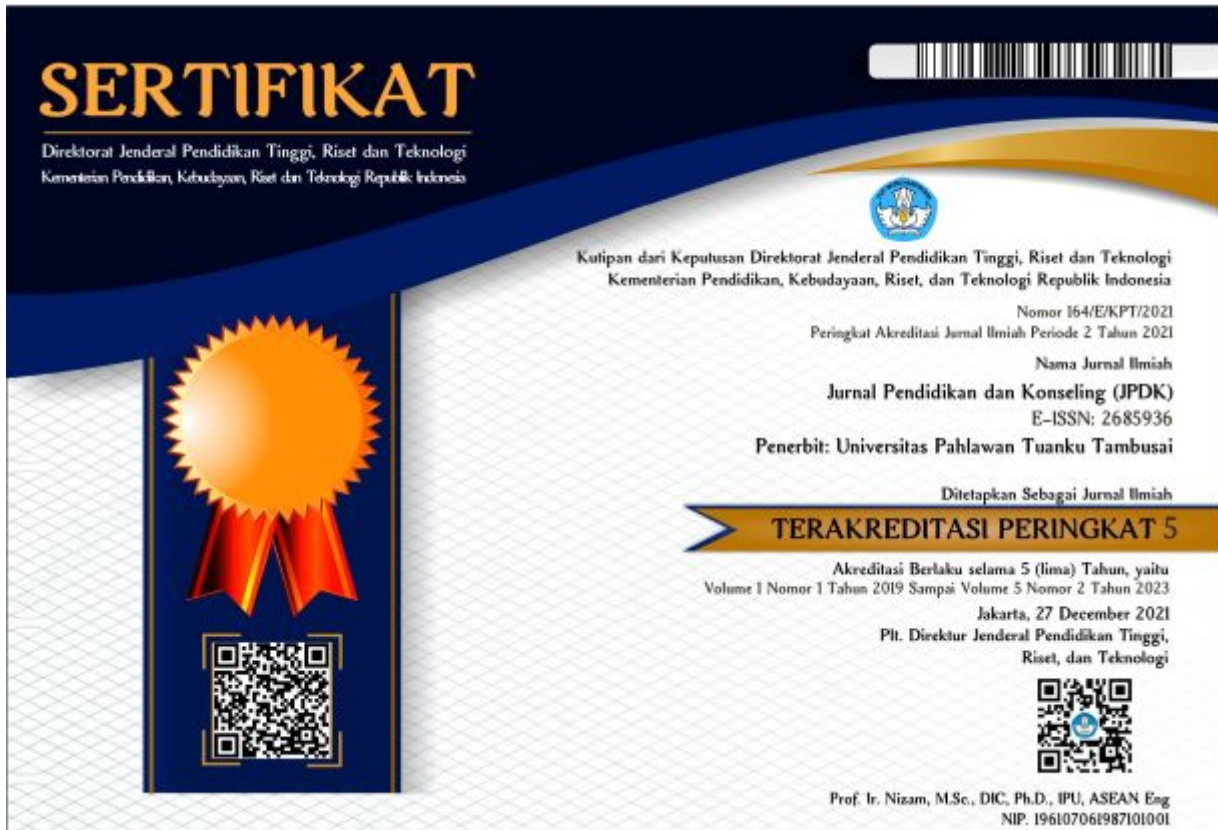 SERTIFIKAT
Direktorat Jenderal Pendidikan Tinggi, Riset dan Teknologi
Kementerian Pendidikan, Kebudayaan, Riset dan Teknologi Republik Indonesia
Kutipan dari Keputusan Direktorat Jenderal Pendidikan Tinggi, Riset dan Teknologi
Kementerian Pendidikan, Kebudayaan, Riset, dan Teknologi Republik Indonesia
Nomor 164/E/KPT/2021
Peringkat Akreditasi Jurnal Ilmiah Periode 2 Tahun 2021
Nama Jurnal Ilmiah
Jurnal Pendidikan dan Konseling (JPDK)
E-ISSN: 2685936
Penerbit: Universitas Pahlawan Tuanku Tambusai
Ditetapkan Sebagai Jurnal Ilmiah
TERAKREDITASI PERINGKAT 5
Akreditasi Berlaku selama 5 (lima) Tahun, yaitu
Volume 1 Nomor 1 Tahun 2019 Sampai Volume 5 Nomor 2 Tahun 2023
Jakarta, 27 December 2021
Plt. Direktur Jenderal Pendidikan Tinggi,
Riset, dan Teknologi
Prof. Ir. Nizam, M.Sc., DIC, Ph.D., IPU, ASEAN Eng
NIP. 196107061987101001